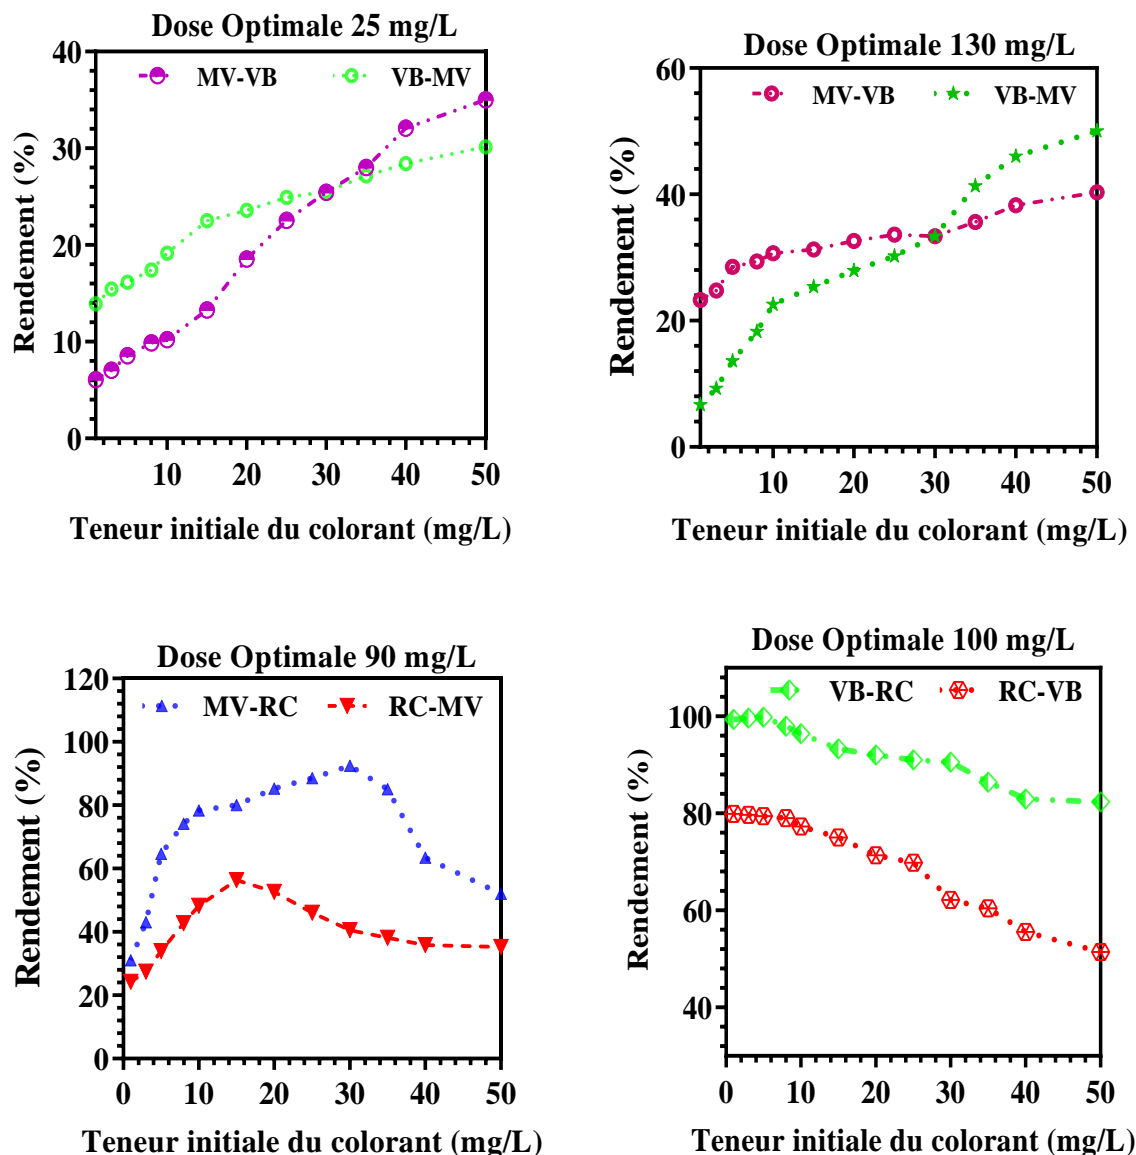 Dose Optimale 25 mg/L
MV-VB VB-MV
Rendement (%)
40
30
20
10
0
10 20 30 40 50
Teneur initiale du colorant (mg/L)
Dose Optimale 130 mg/L
MV-VB VB-MV
Rendement (%)
60
40
20
0
10 20 30 40 50
Teneur initiale du colorant (mg/L)
Dose Optimale 90 mg/L
MV-RC RC-MV
Rendement (%)
120
100
80
60
40
20
0
0 10 20 30 40 50
Teneur initiale du colorant (mg/L)
Dose Optimale 100 mg/L
VB-RC RC-VB
Rendement (%)
100
80
60
40
0 10 20 30 40 50
Teneur initiale du colorant (mg/L)